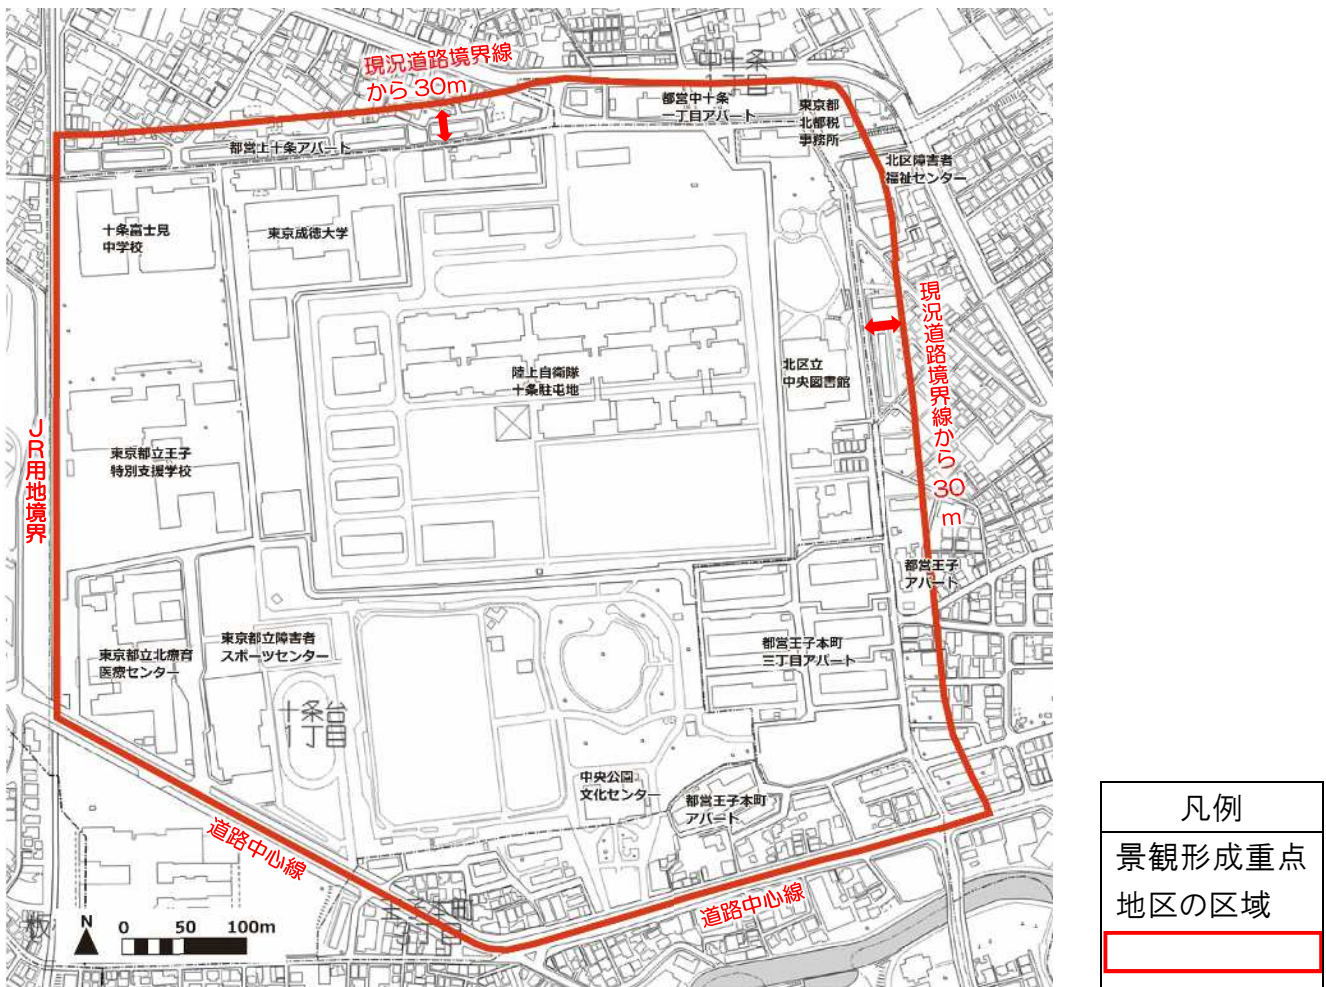 現況道路境界線
から30m
中十条
1丁目
都営中十条
一丁目アパート
東京都
北都税
事務所
都営上十条アパート
北区障害者
福祉センター
十条富士見
中学校
東京成徳大学
現況道路境界線から30m
陸上自衛隊
十条駐屯地
北区立
中央図書館
JR用地境界
東京都立王子
特別支援学校
都営王子
アパート
東京都立障害者
スポーツセンター
都営王子本町
三丁目アパート
東京都立北療育
医療センター
十条台
1丁目
中央公園
文化センター
都営王子本町
アパート
道路中心線
道路中心線
N
0 50 100m
凡例
景観形成重点
地区の区域